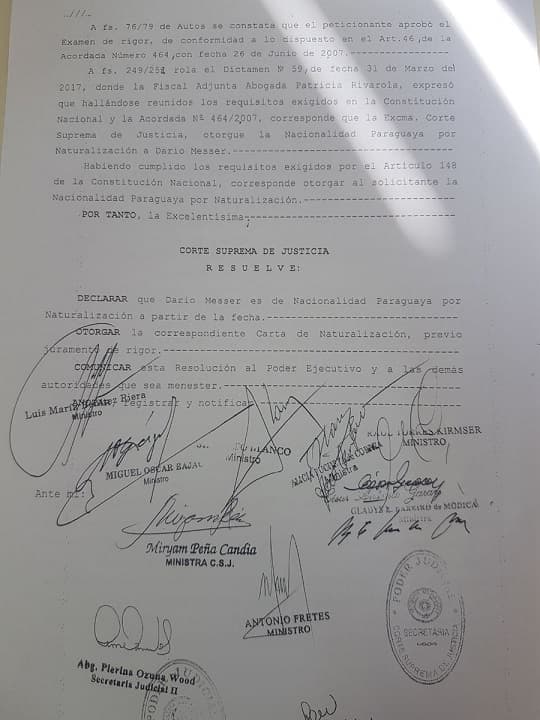 ..///..
A fs. 76/79 de Autos se constata que el peticionante aprobó el
Examen de rigor, de conformidad a lo dispuesto en el Art.46, de la
Acordada Número 464, con fecha 26 de Junio de 2007.-
A fs. 249/251 rola el Dictamen Nº 59, de fecha 31 de Marzo del
2017, donde la Fiscal Adjunta Abogada Patricia Rivarola, expresó
que hallándose reunidos los requisitos exigidos en la Constitución
Nacional y la Acordada Nº 464/2007, corresponde que la Excma. Corte
Suprema de Justicia, otorgue la Nacionalidad Paraguaya por
Naturalización a Dario Messer.-
Habiendo cumplido los requisitos exigidos por el Artículo 148
de la Constitución Nacional, corresponde otorgar al solicitante la
Nacionalidad Paraguaya por Naturalización.-
POR TANTO, la Excelentísima;-
CORTE SUPREMA DE JUSTICIA
R E S U E L V E:
DECLARAR que Dario Messer es de Nacionalidad Paraguaya por
Naturalización a partir de la fecha.-
OTORGAR la correspondiente Carta de Naturalización, previo
juramento de rigor.-
COMUNICAR esta Resolución al Poder Ejecutivo y a las demás
autoridades que sea menester.-
registrar y notificar.-
Luis María Benítez Riera
Ministro
RAUL TORRES KIRMSER
MINISTRO
BLANCO
Ministro
Ministra
MIGUEL OSCAR BAJAC
Ministro
GLADYS E. BAREIRO de MÓDICA
Ministra
Ante mí:
Miryam Peña Candia
MINISTRA C.S.J.
ANTONIO FRETES
MINISTRO
PODER JUDICIAL
SECRETARIA
CORTE SUPREMA DE JUSTICIA
Abg. Pierina Ozuna Wood
Secretaria Judicial II